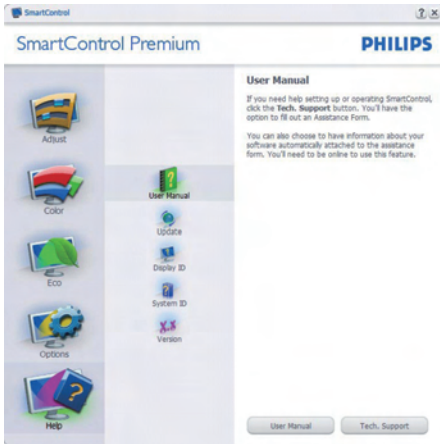 SmartControl
SmartControl Premium
PHILIPS
Adjust
Color
Eco
Options
Help
User Manual
Update
Display ID
System ID
Version
User Manual
If you need help setting up or operating SmartControl,
click the Tech. Support button. You'll have the
option to fill out an Assistance Form.
You can also choose to have information about your
software automatically attached to the assistance
form. You'll need to be online to use this feature.
User Manual
Tech. Support